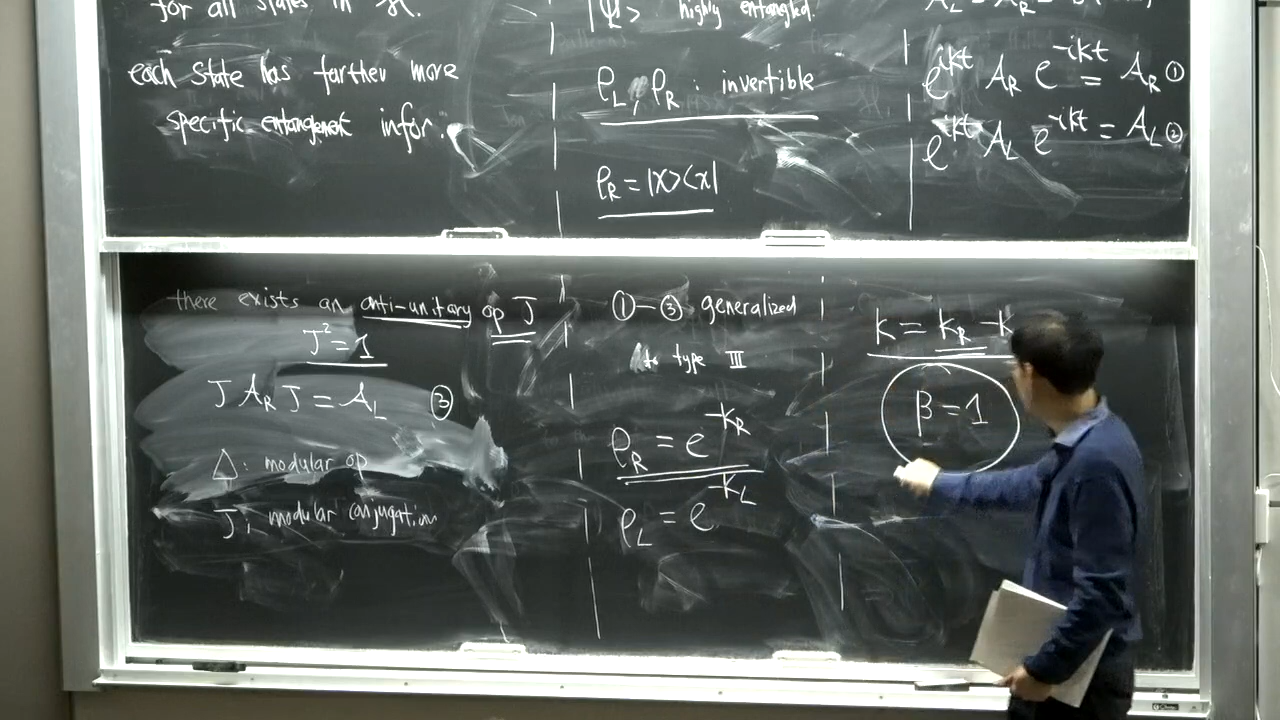 for all states in
each state has further more
specific entanglement infor.
|Ψ> highly entangled.
ρ_L, ρ_R : invertible
ρ_R = |X><X|
e^{ikt} A_R e^{-ikt} = A_R ①
e^{ikt} A_L e^{-ikt} = A_L ②
there exists an anti-unitary op J
J² = 1
J A_R J = A_L ③
Δ : modular op
J, modular conjugation
①-③ generalized
to type III
ρ_R = e^{-K_R}
ρ_L = e^{-K_L}
K = K_R - K
β = 1